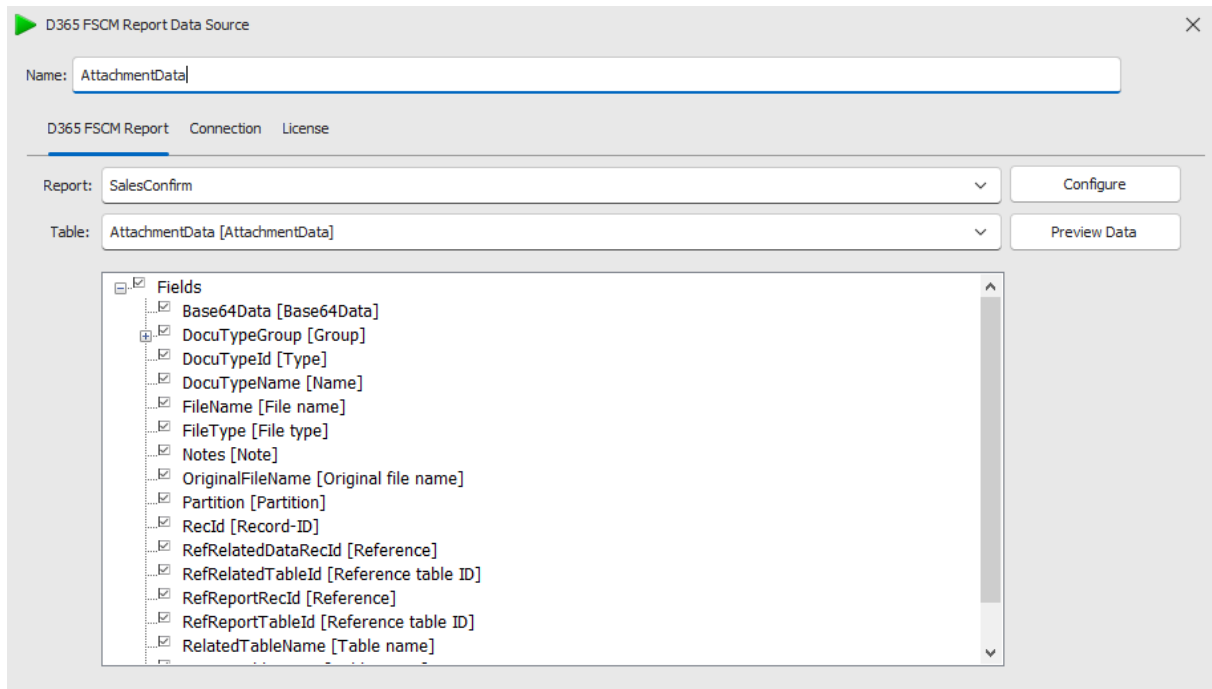 D365 FSCM Report Data Source
Name: AttachmentData
D365 FSCM Report Connection License
Report: SalesConfirm Configure
Table: AttachmentData [AttachmentData] Preview Data
Fields
Base64Data [Base64Data]
DocuTypeGroup [Group]
DocuTypeId [Type]
DocuTypeName [Name]
FileName [File name]
FileType [File type]
Notes [Note]
OriginalFileName [Original file name]
Partition [Partition]
RecId [Record-ID]
RefRelatedDataRecId [Reference]
RefRelatedTableId [Reference table ID]
RefReportRecId [Reference]
RefReportTableId [Reference table ID]
RelatedTableName [Table name]